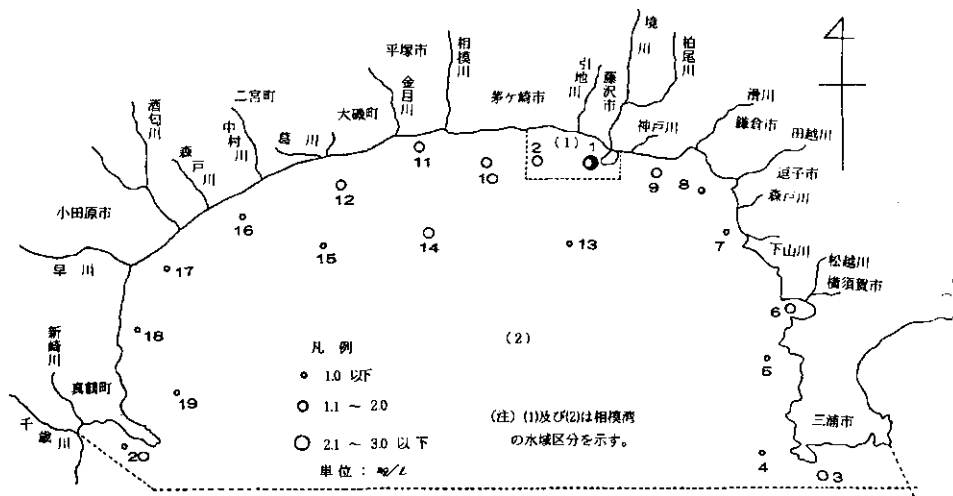 境川
柏尾川
相模川
平塚市
引地川
藤沢市
金目川
茅ケ崎市
滑川
二宮町
大磯町
神戸川
鎌倉市
酒匂川
中村川
葛川
田越川
森戸川
(1)
逗子市
小田原市
森戸川
早川
下山川
松越川
横須賀市
新崎川
真鶴町
千歳川
三浦市
(2)
1
2
3
4
5
6
7
8
9
10
11
12
13
14
15
16
17
18
19
20
凡例
1.0 以下
1.1 ～ 2.0
2.1 ～ 3.0 以下
単位：㎎/ℓ
(注) (1)及び(2)は相模湾
の水域区分を示す。